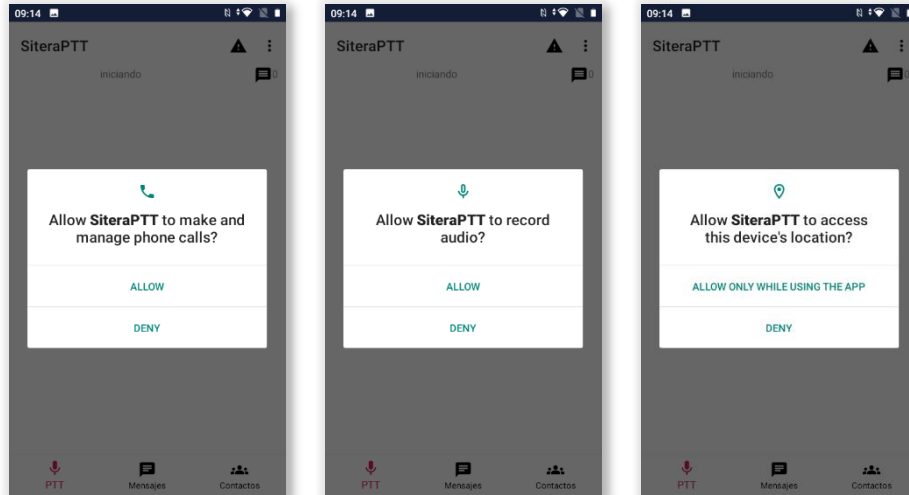 09:14
SiteraPTT
iniciando
0
Allow SiteraPTT to make and
manage phone calls?
ALLOW
DENY
PTT
Mensajes
Contactos
09:14
SiteraPTT
iniciando
0
Allow SiteraPTT to record
audio?
ALLOW
DENY
PTT
Mensajes
Contactos
09:14
SiteraPTT
iniciando
0
Allow SiteraPTT to access
this device's location?
ALLOW ONLY WHILE USING THE APP
DENY
PTT
Mensajes
Contactos